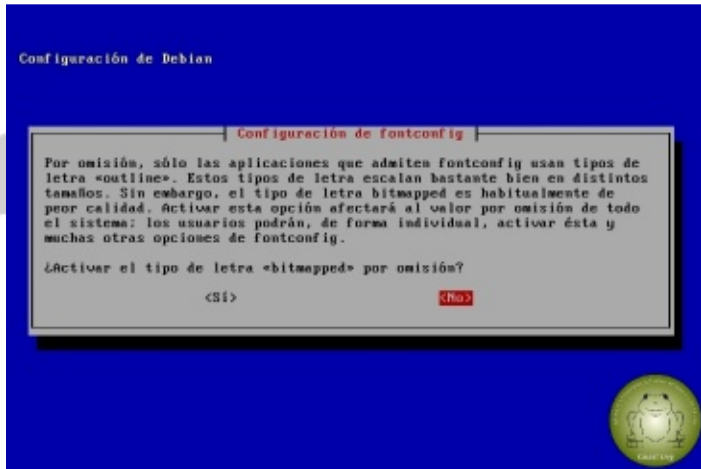 Configuración de Debian
Configuración de fontconfig
Por omisión, sólo las aplicaciones que admiten fontconfig usan tipos de
letra «outline». Estos tipos de letra escalan bastante bien en distintos
tamaños. Sin embargo, el tipo de letra bitmapped es habitualmente de
peor calidad. Activar esta opción afectará al valor por omisión de todo
el sistema; los usuarios podrán, de forma individual, activar ésta y
muchas otras opciones de fontconfig.
¿Activar el tipo de letra «bitmapped» por omisión?
<Sí> <No>